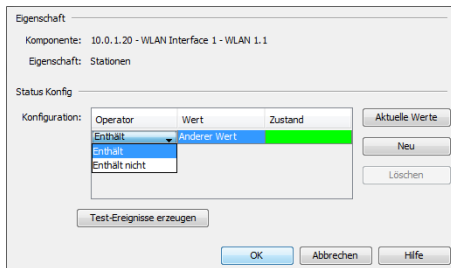 Eigenschaft
Komponente: 10.0.1.20 - WLAN Interface 1 - WLAN 1.1
Eigenschaft: Stationen
Status Konfig
Konfiguration:
Operator Wert Zustand
Enthält Anderer Wert
Enthält
Enthält nicht
Aktuelle Werte
Neu
Löschen
Test-Ereignisse erzeugen
OK Abbrechen Hilfe